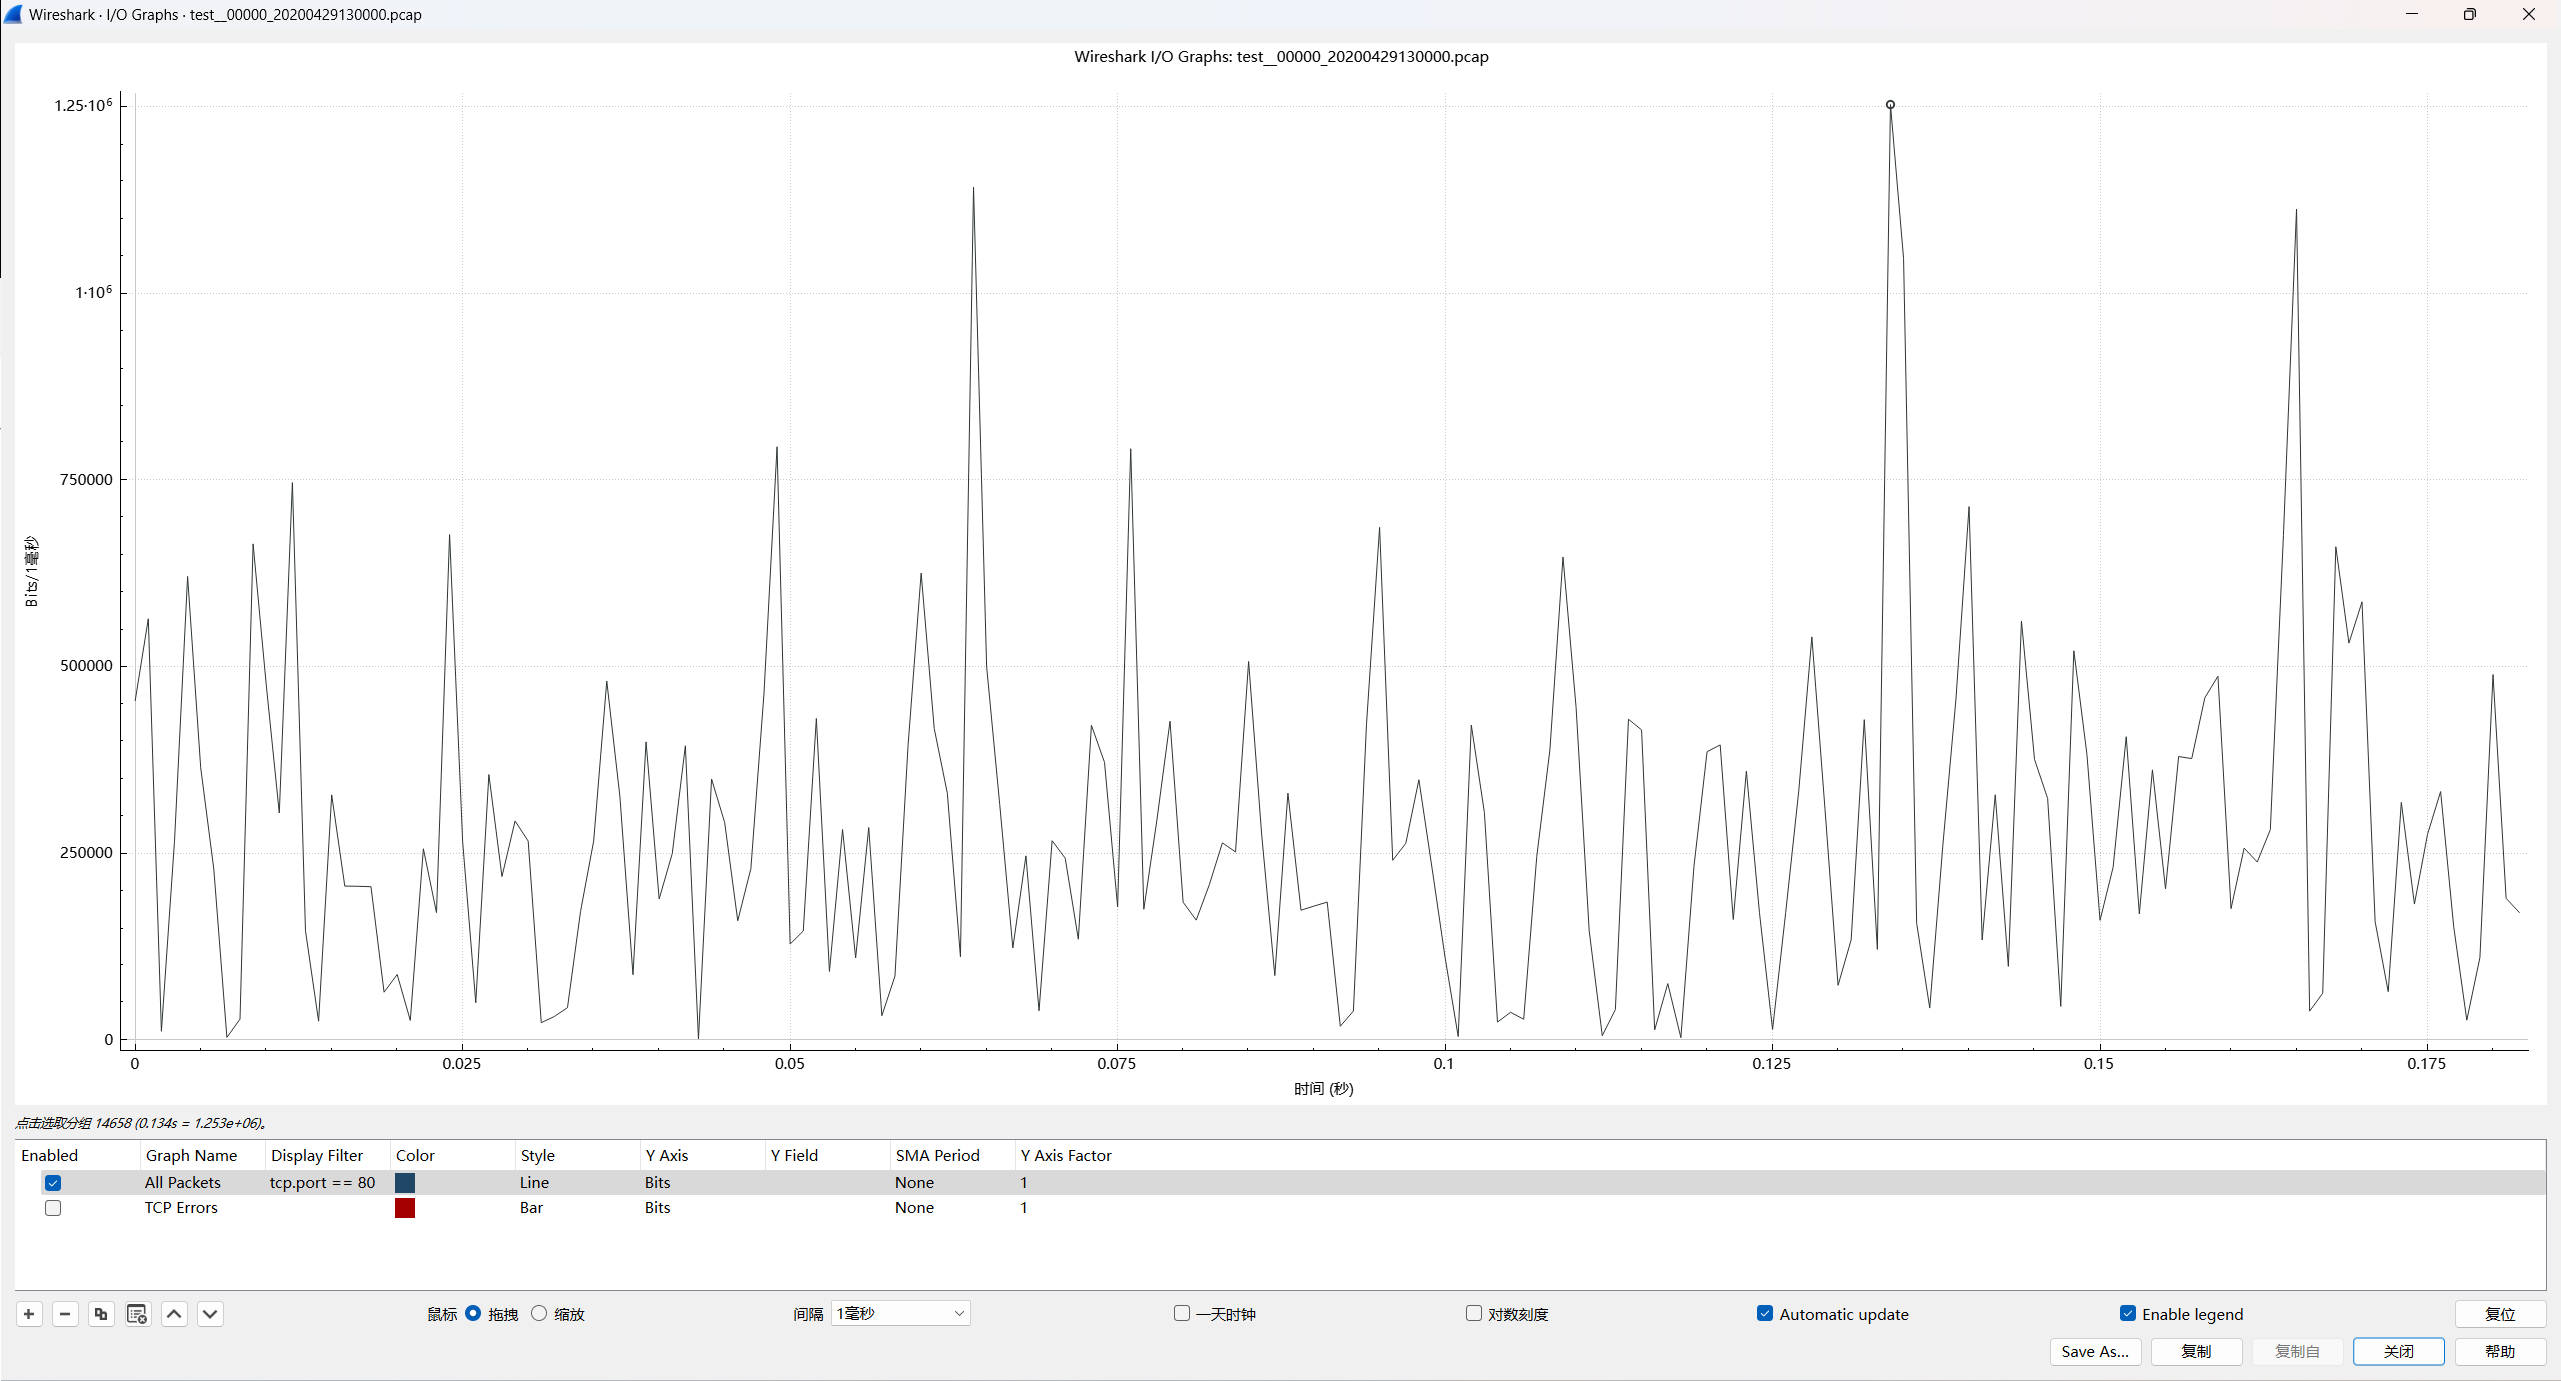 Wireshark · I/O Graphs · test__00000_20200429130000.pcap
Wireshark I/O Graphs: test__00000_20200429130000.pcap
1.25·10⁶
1·10⁶
750000
500000
250000
0
Bits/1毫秒
0 0.025 0.05 0.075 0.1 0.125 0.15 0.175
时间 (秒)
点击选取分组 14658 (0.134s = 1.253e+06)。
Enabled Graph Name Display Filter Color Style Y Axis Y Field SMA Period Y Axis Factor
All Packets tcp.port == 80 Line Bits None 1
TCP Errors Bar Bits None 1
鼠标 拖拽 缩放 间隔 1毫秒 一天时钟 对数刻度 Automatic update Enable legend 复位
Save As... 复制 复制自 关闭 帮助